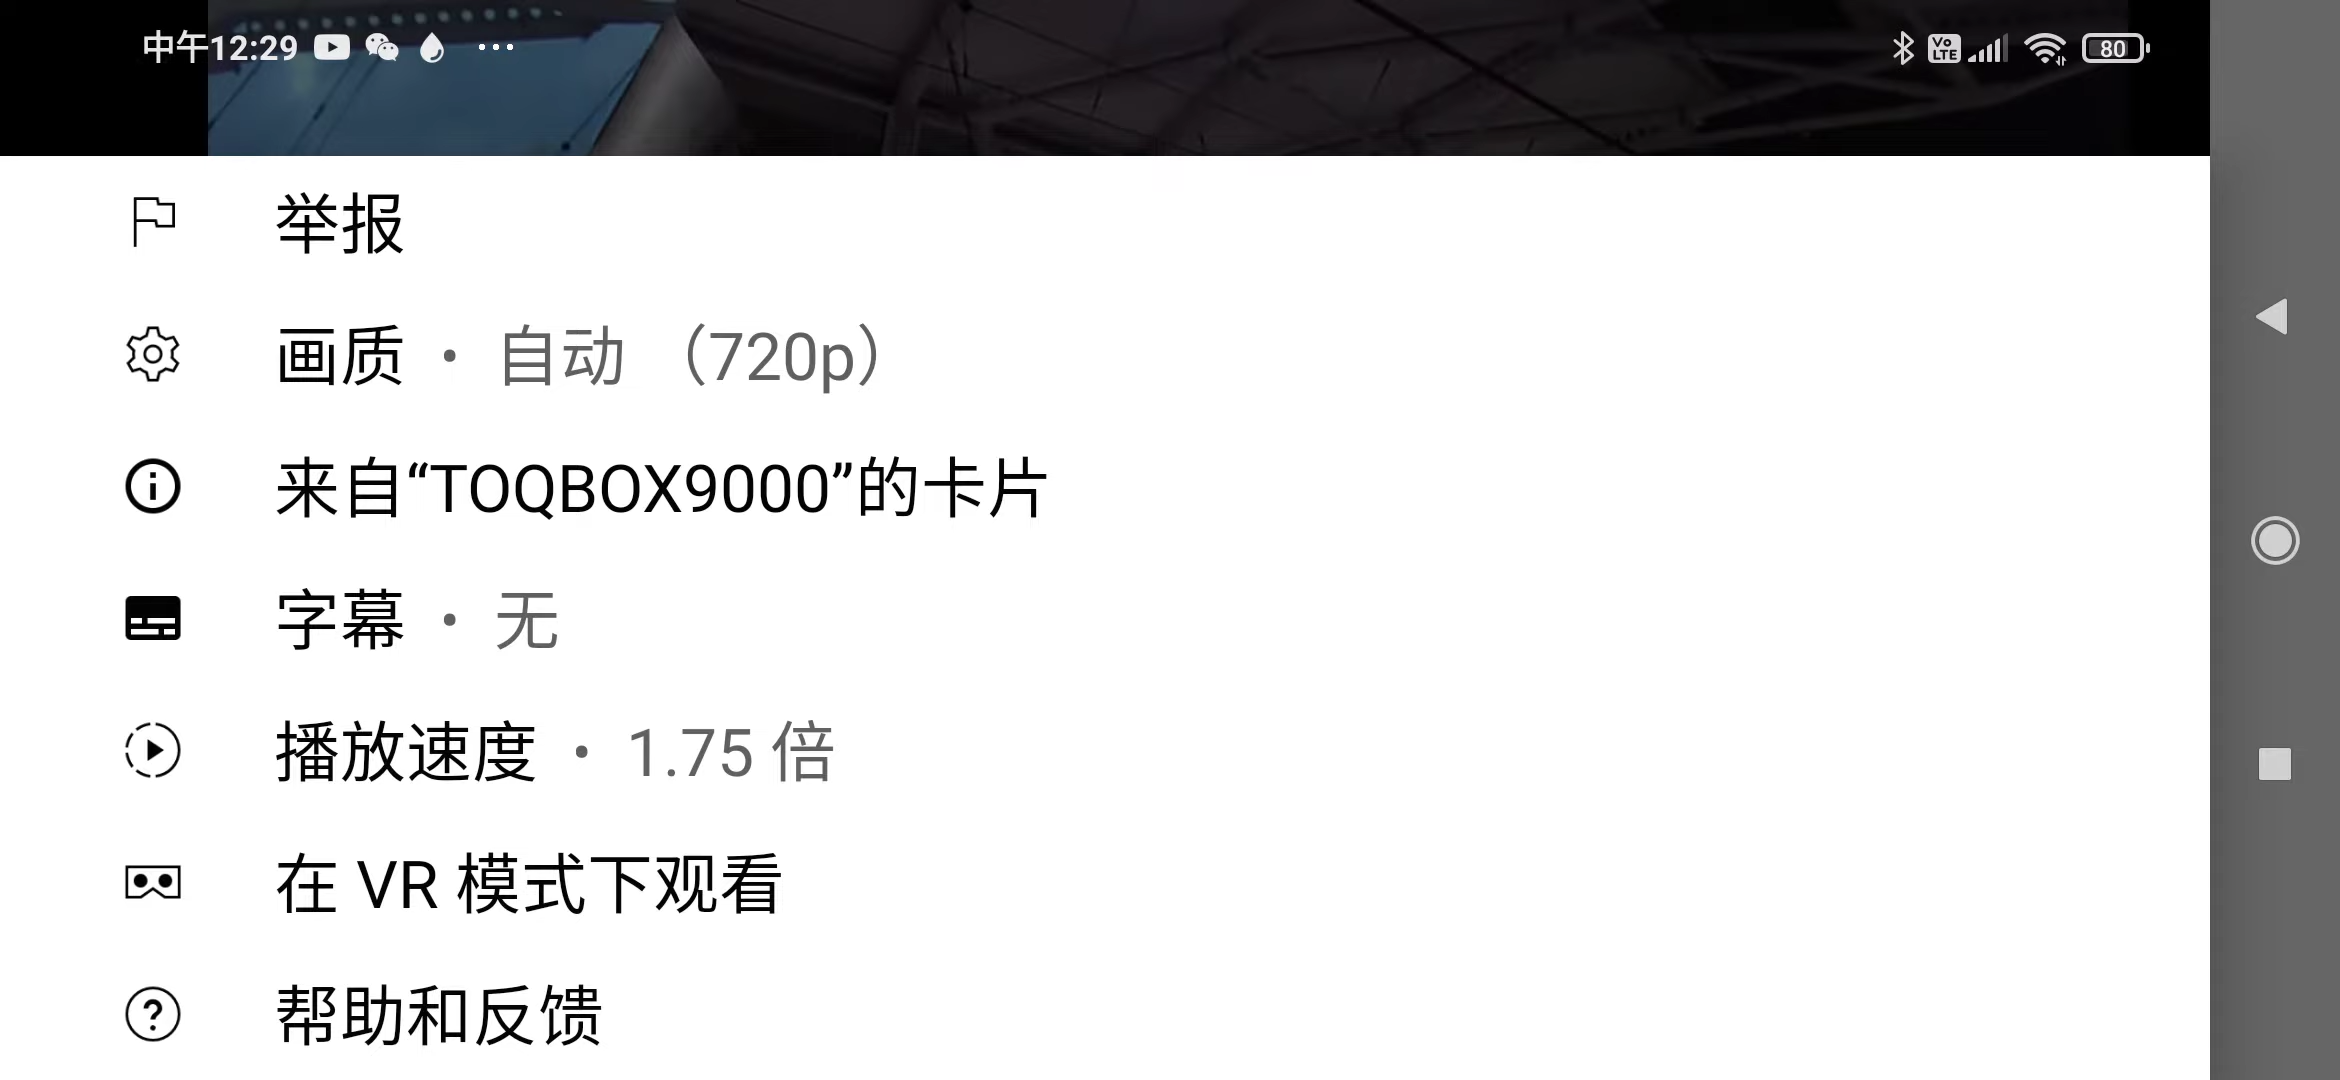 中午12:29 ··· Vo LTE 80
举报
画质 · 自动 （720p）
来自“TOQBOX9000”的卡片
字幕 · 无
播放速度 · 1.75 倍
在 VR 模式下观看
帮助和反馈